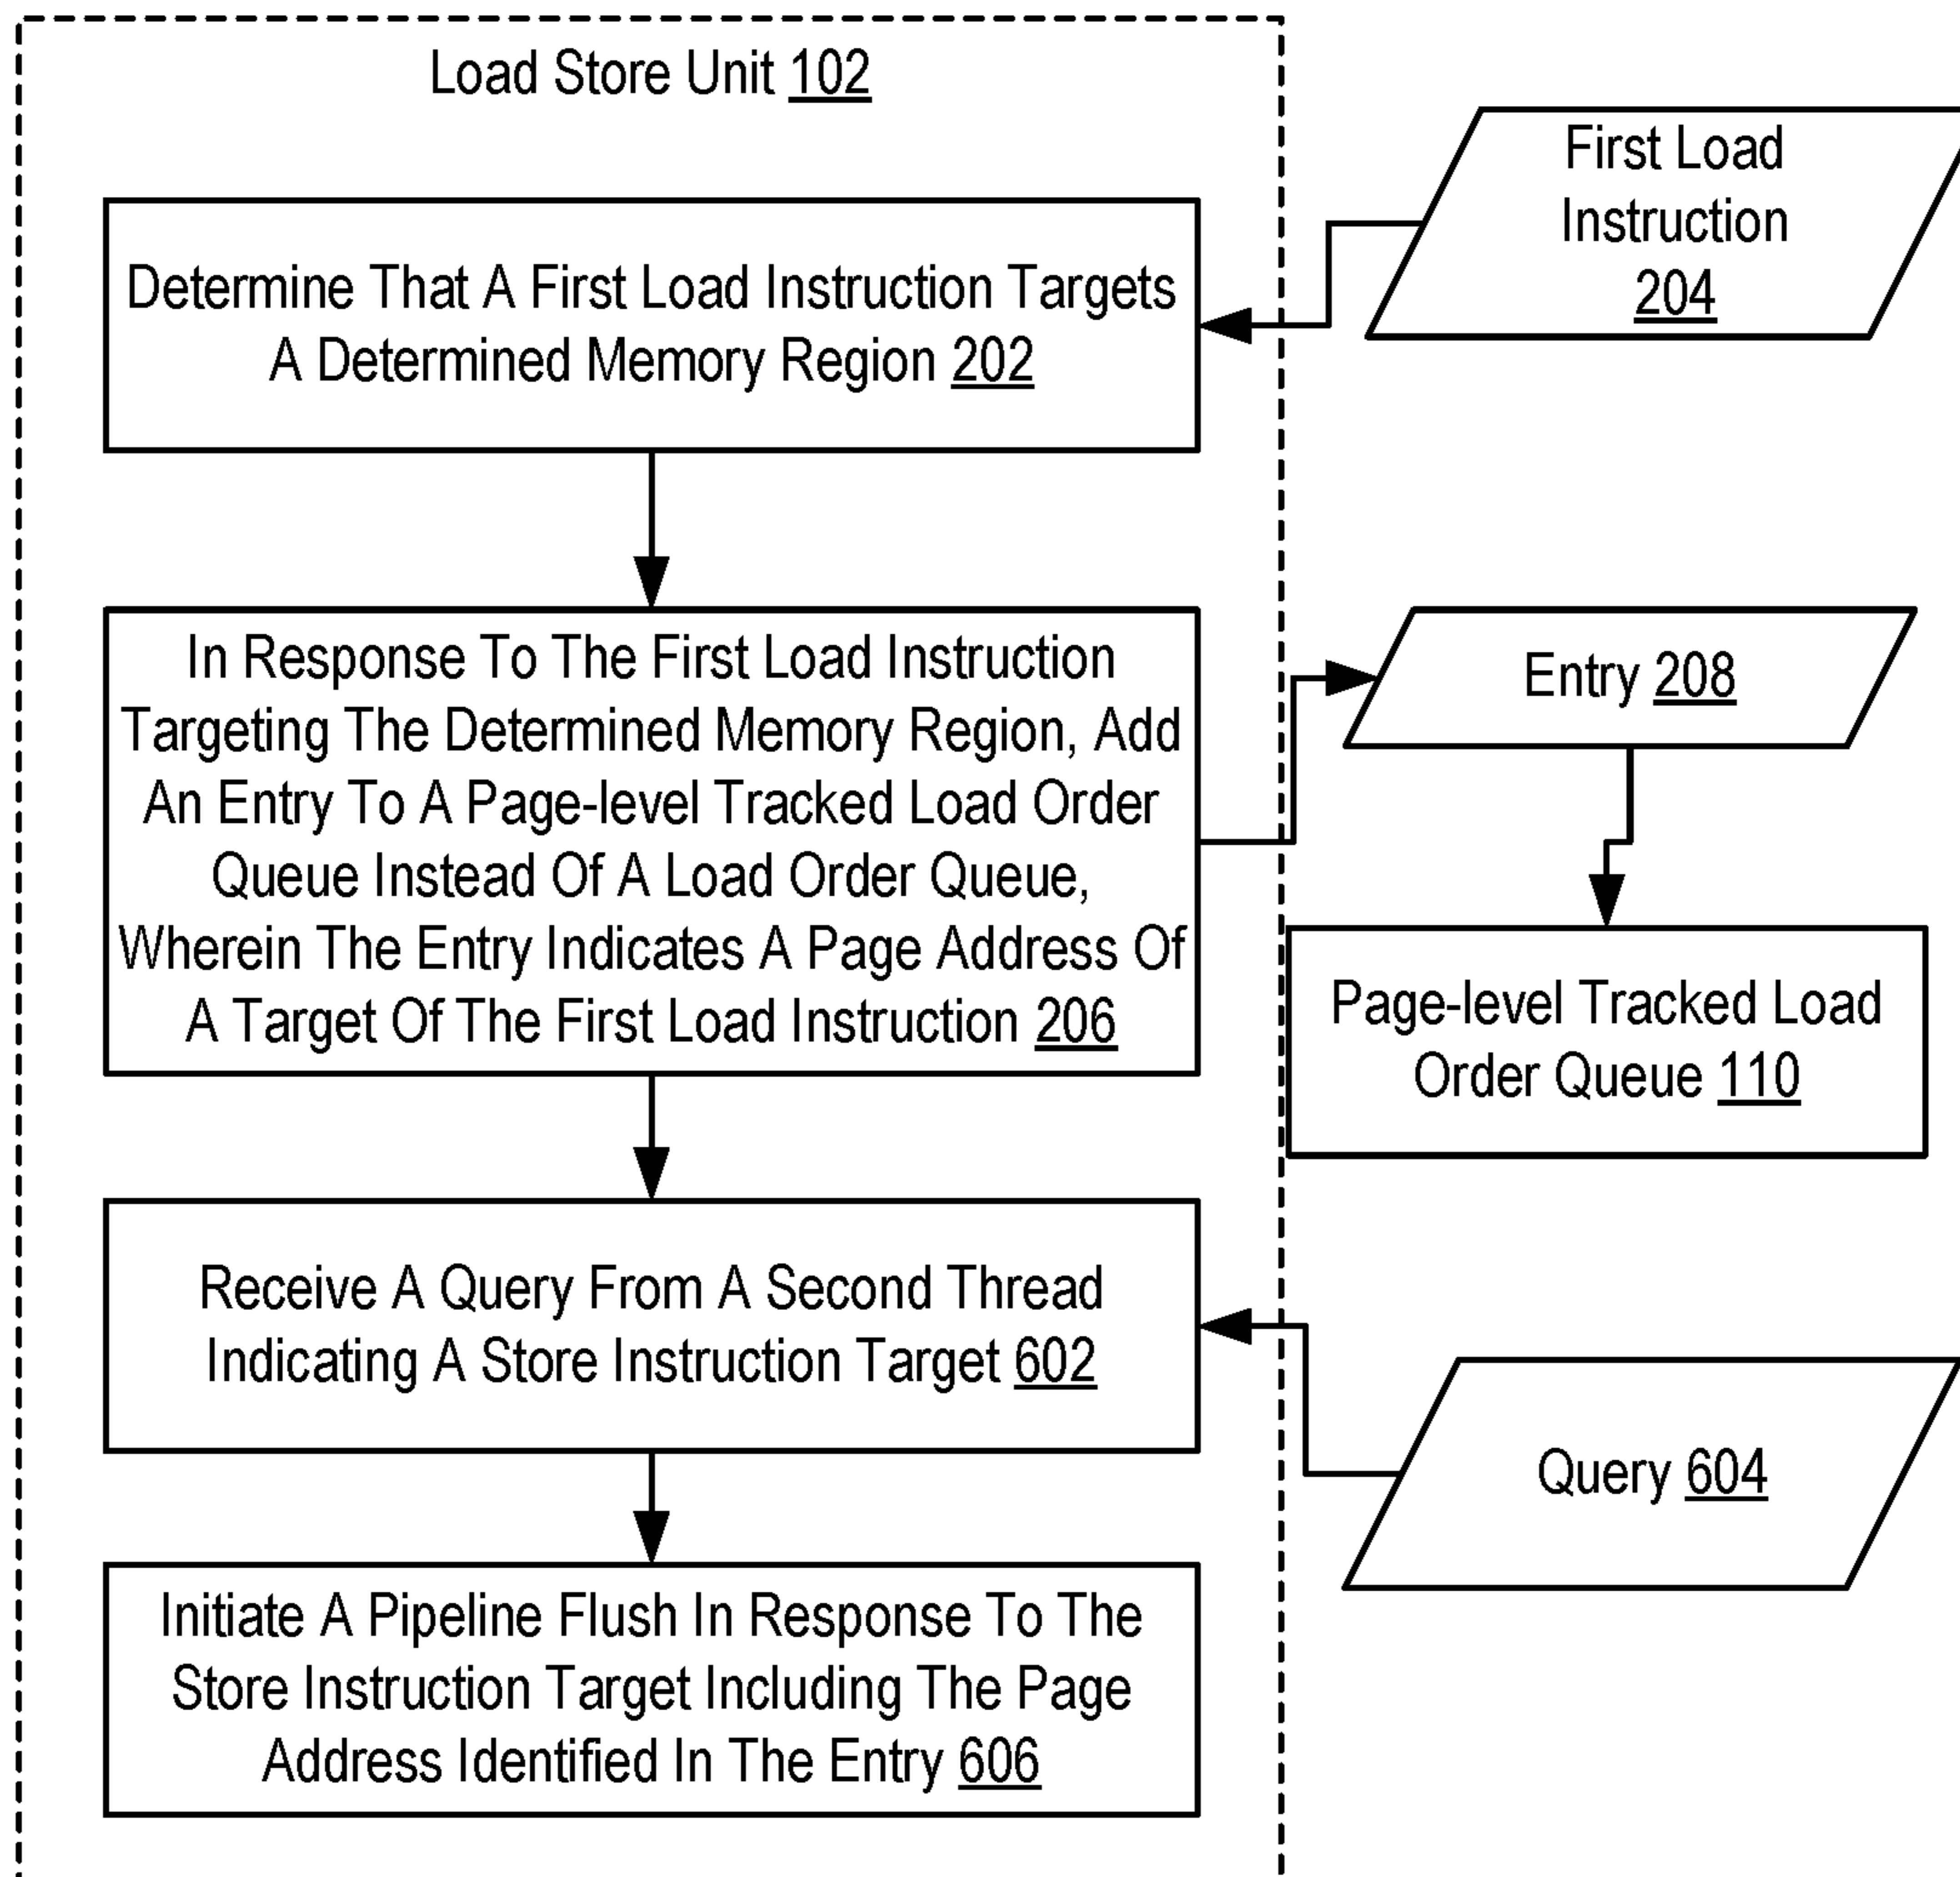 Load Store Unit 102
First Load
Instruction
204
Determine That A First Load Instruction Targets
A Determined Memory Region 202
In Response To The First Load Instruction
Targeting The Determined Memory Region, Add
An Entry To A Page-level Tracked Load Order
Queue Instead Of A Load Order Queue,
Wherein The Entry Indicates A Page Address Of
A Target Of The First Load Instruction 206
Entry 208
Page-level Tracked Load
Order Queue 110
Receive A Query From A Second Thread
Indicating A Store Instruction Target 602
Query 604
Initiate A Pipeline Flush In Response To The
Store Instruction Target Including The Page
Address Identified In The Entry 606